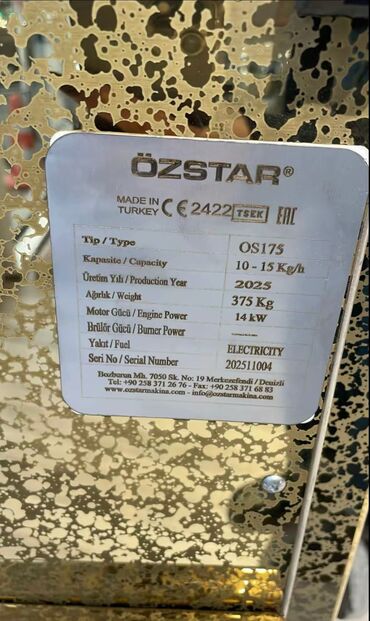 ÖZSTAR®
MADE IN TURKEY CE 2422 TSEK EAC
Tip / Type OS175
Kapasite / Capacity 10 - 15 Kg/h
Üretim Yılı / Production Year 2025
Ağırlık / Weight 375 Kg
Motor Gücü / Engine Power 14 kW
Brülör Gücü / Burner Power ------------
Yakıt / Fuel ELECTRICITY
Seri No / Serial Number 202511004
Bozburun Mh. 7050 Sk. No: 19 Merkezefendi / Denizli
Tel: +90 258 371 26 76 - Fax: +90 258 371 68 83
www.ozstarmakina.com - info@ozstarmakina.com